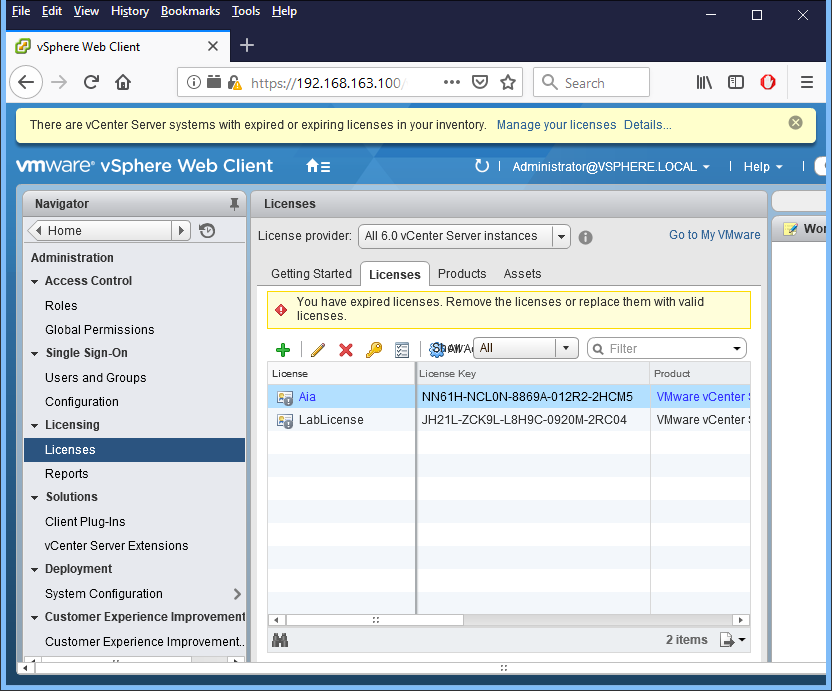 File Edit View History Bookmarks Tools Help
vSphere Web Client
https://192.168.163.100/
Search
There are vCenter Server systems with expired or expiring licenses in your inventory. Manage your licenses Details...
vmware® vSphere Web Client
Administrator@VSPHERE.LOCAL
Help
Navigator
Home
Administration
Access Control
Roles
Global Permissions
Single Sign-On
Users and Groups
Configuration
Licensing
Licenses
Reports
Solutions
Client Plug-Ins
vCenter Server Extensions
Deployment
System Configuration
Customer Experience Improvement
Customer Experience Improvement...
Licenses
License provider: All 6.0 vCenter Server instances
Go to My VMware
Getting Started Licenses Products Assets
You have expired licenses. Remove the licenses or replace them with valid
licenses.
All
Filter
License License Key Product
Aia NN61H-NCL0N-8869A-012R2-2HCM5 VMware vCenter S
LabLicense JH21L-ZCK9L-L8H9C-0920M-2RC04 VMware vCenter S
2 items
Wor